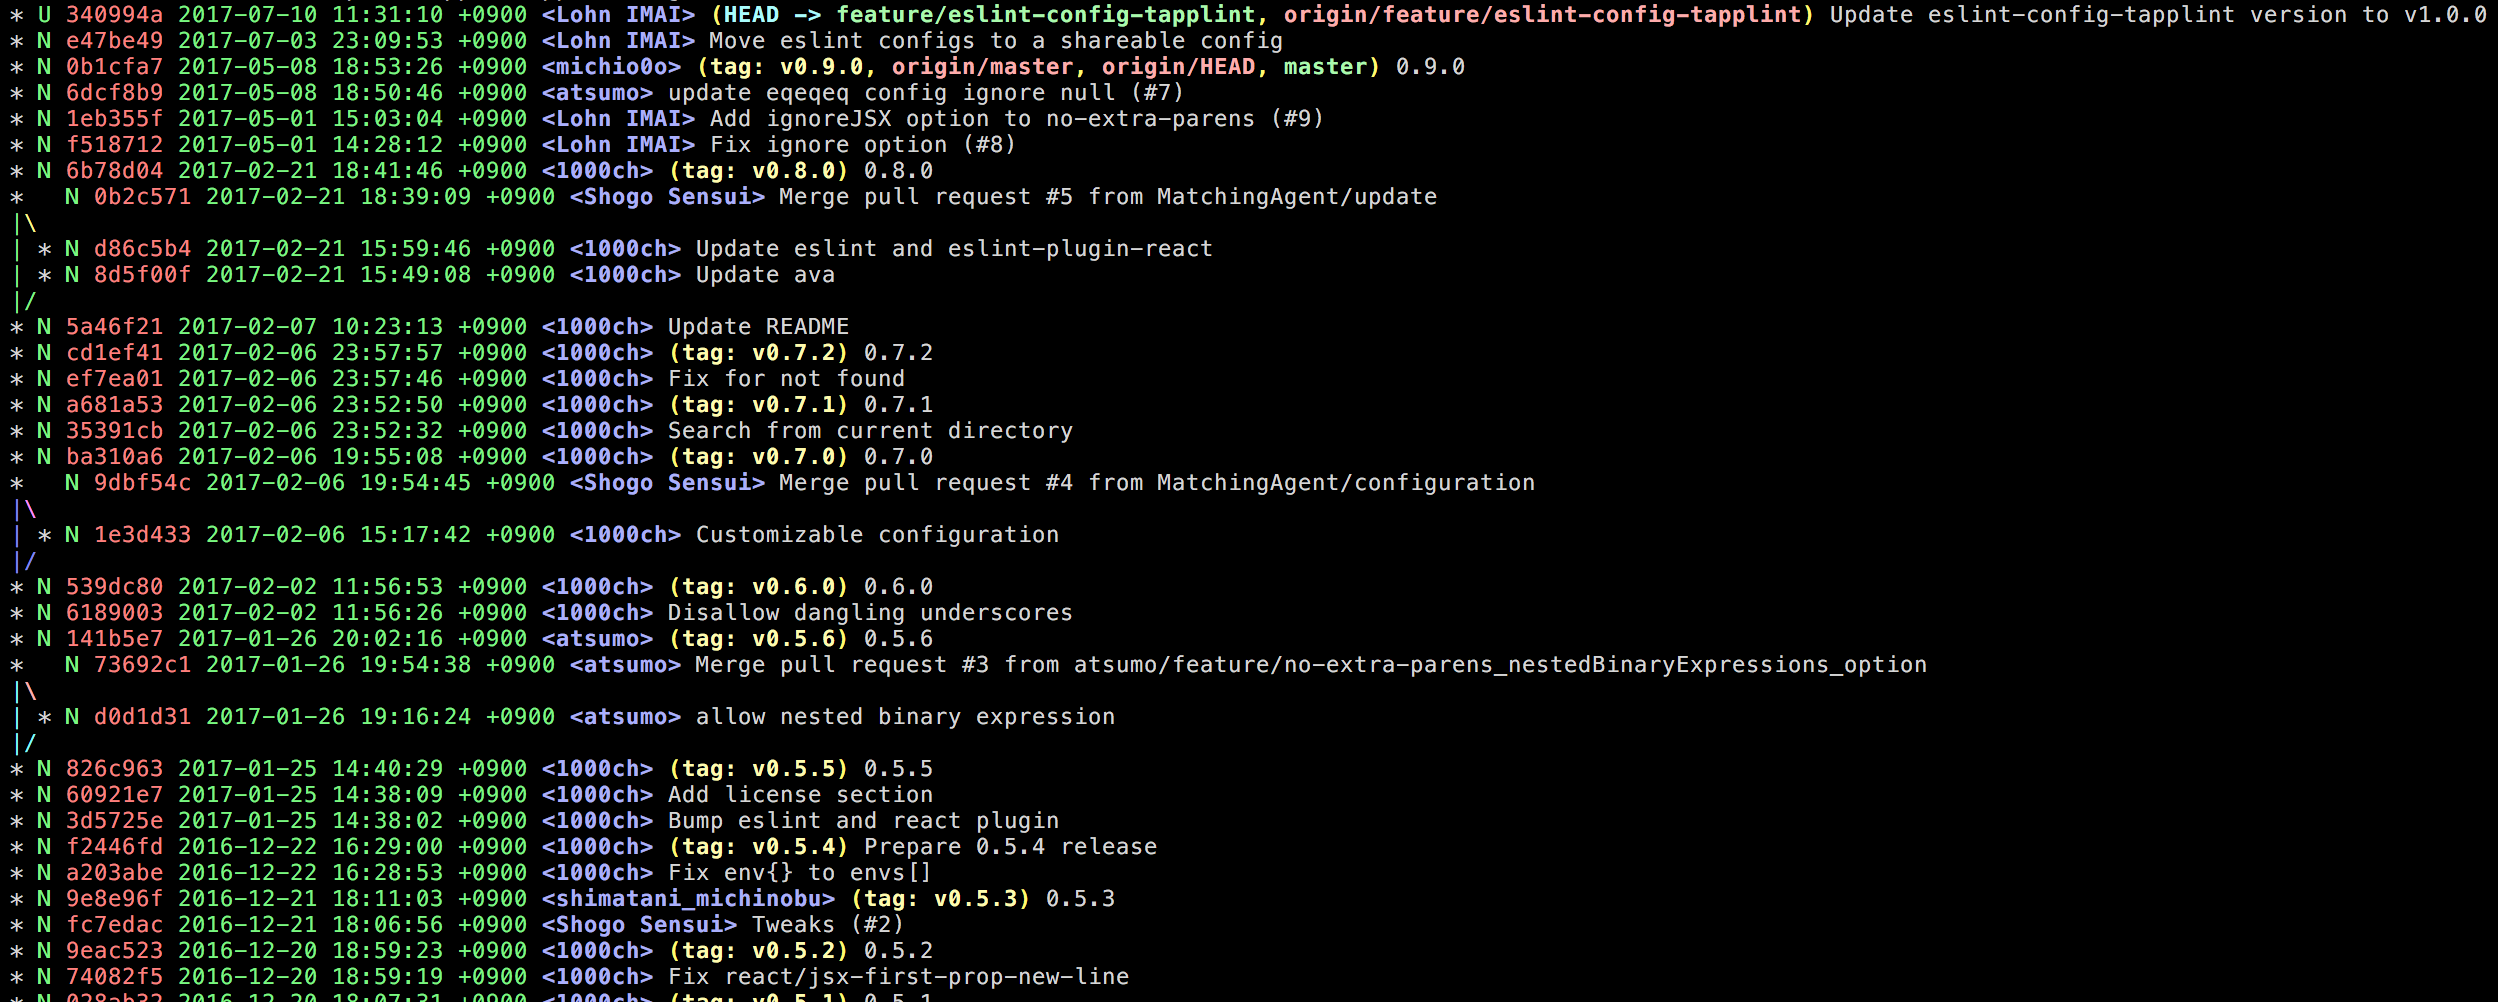 * U 340994a 2017-07-10 11:31:10 +0900 <Lohn IMAI> (HEAD -> feature/eslint-config-tapplint, origin/feature/eslint-config-tapplint) Update eslint-config-tapplint version to v1.0.0
* N e47be49 2017-07-03 23:09:53 +0900 <Lohn IMAI> Move eslint configs to a shareable config
* N 0b1cfa7 2017-05-08 18:53:26 +0900 <michio0o> (tag: v0.9.0, origin/master, origin/HEAD, master) 0.9.0
* N 6dcf8b9 2017-05-08 18:50:46 +0900 <atsumo> update eqeqeq config ignore null (#7)
* N 1eb355f 2017-05-01 15:03:04 +0900 <Lohn IMAI> Add ignoreJSX option to no-extra-parens (#9)
* N f518712 2017-05-01 14:28:12 +0900 <Lohn IMAI> Fix ignore option (#8)
* N 6b78d04 2017-02-21 18:41:46 +0900 <1000ch> (tag: v0.8.0) 0.8.0
*   N 0b2c571 2017-02-21 18:39:09 +0900 <Shogo Sensui> Merge pull request #5 from MatchingAgent/update
|\
| * N d86c5b4 2017-02-21 15:59:46 +0900 <1000ch> Update eslint and eslint-plugin-react
| * N 8d5f00f 2017-02-21 15:49:08 +0900 <1000ch> Update ava
|/
* N 5a46f21 2017-02-07 10:23:13 +0900 <1000ch> Update README
* N cd1ef41 2017-02-06 23:57:57 +0900 <1000ch> (tag: v0.7.2) 0.7.2
* N ef7ea01 2017-02-06 23:57:46 +0900 <1000ch> Fix for not found
* N a681a53 2017-02-06 23:52:50 +0900 <1000ch> (tag: v0.7.1) 0.7.1
* N 35391cb 2017-02-06 23:52:32 +0900 <1000ch> Search from current directory
* N ba310a6 2017-02-06 19:55:08 +0900 <1000ch> (tag: v0.7.0) 0.7.0
*   N 9dbf54c 2017-02-06 19:54:45 +0900 <Shogo Sensui> Merge pull request #4 from MatchingAgent/configuration
|\
| * N 1e3d433 2017-02-06 15:17:42 +0900 <1000ch> Customizable configuration
|/
* N 539dc80 2017-02-02 11:56:53 +0900 <1000ch> (tag: v0.6.0) 0.6.0
* N 6189003 2017-02-02 11:56:26 +0900 <1000ch> Disallow dangling underscores
* N 141b5e7 2017-01-26 20:02:16 +0900 <atsumo> (tag: v0.5.6) 0.5.6
*   N 73692c1 2017-01-26 19:54:38 +0900 <atsumo> Merge pull request #3 from atsumo/feature/no-extra-parens_nestedBinaryExpressions_option
|\
| * N d0d1d31 2017-01-26 19:16:24 +0900 <atsumo> allow nested binary expression
|/
* N 826c963 2017-01-25 14:40:29 +0900 <1000ch> (tag: v0.5.5) 0.5.5
* N 60921e7 2017-01-25 14:38:09 +0900 <1000ch> Add license section
* N 3d5725e 2017-01-25 14:38:02 +0900 <1000ch> Bump eslint and react plugin
* N f2446fd 2016-12-22 16:29:00 +0900 <1000ch> (tag: v0.5.4) Prepare 0.5.4 release
* N a203abe 2016-12-22 16:28:53 +0900 <1000ch> Fix env{} to envs[]
* N 9e8e96f 2016-12-21 18:11:03 +0900 <shimatani_michinobu> (tag: v0.5.3) 0.5.3
* N fc7edac 2016-12-21 18:06:56 +0900 <Shogo Sensui> Tweaks (#2)
* N 9eac523 2016-12-20 18:59:23 +0900 <1000ch> (tag: v0.5.2) 0.5.2
* N 74082f5 2016-12-20 18:59:19 +0900 <1000ch> Fix react/jsx-first-prop-new-line
* N 028ab32 2016-12-20 18:07:31 +0900 <1000ch> (tag: v0.5.1) 0.5.1